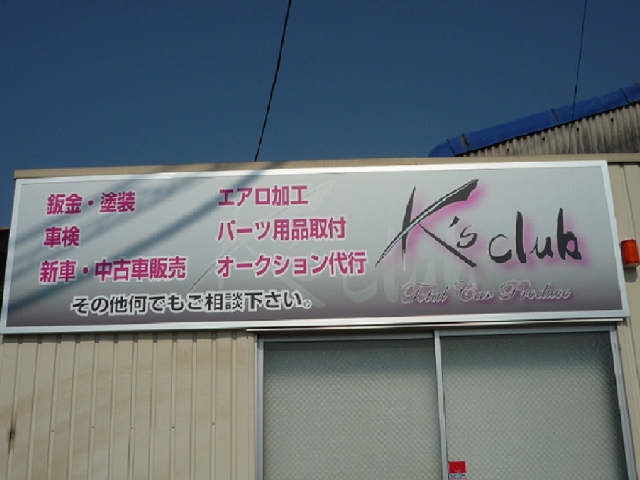 鈑金・塗装
車検
新車・中古車販売
エアロ加工
パーツ用品取付
オークション代行
その他何でもご相談下さい。
K's club
Total Car Produce